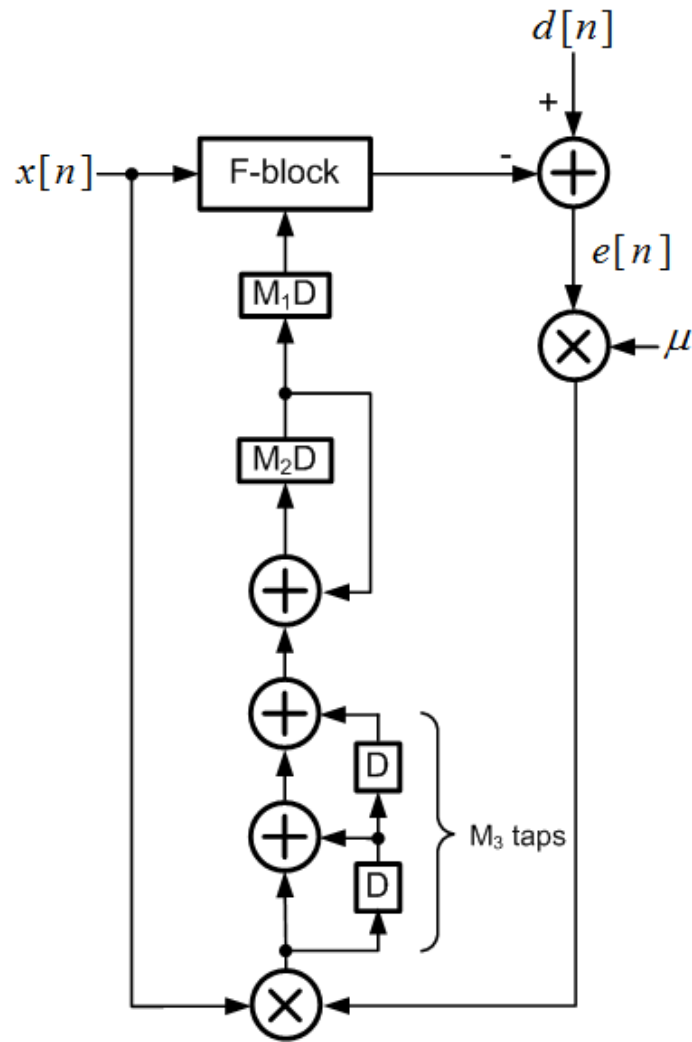 d[n]
+
x[n]
F-block
-
e[n]
M₁D
μ
M₂D
D
M₃ taps
D